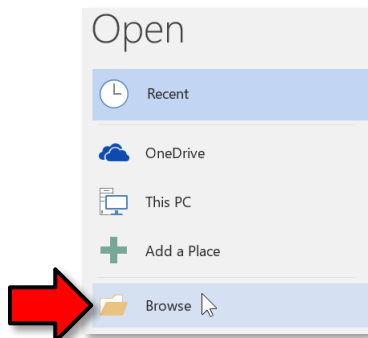 Open
Recent
OneDrive
This PC
Add a Place
Browse